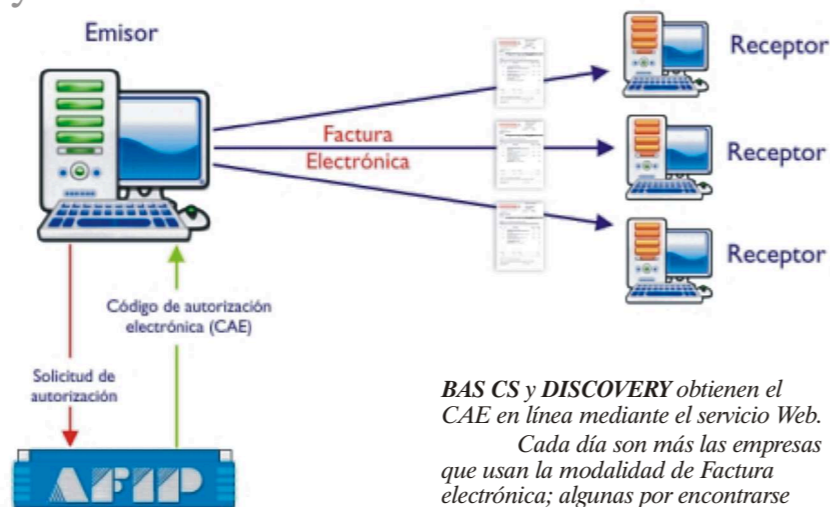 Emisor
Factura
Electrónica
Receptor
Receptor
Receptor
Código de autorización
electrónica (CAE)
Solicitud de
autorización
AFIP
BAS CS y DISCOVERY obtienen el
CAE en línea mediante el servicio Web.
Cada día son más las empresas
que usan la modalidad de Factura
electrónica; algunas por encontrarse